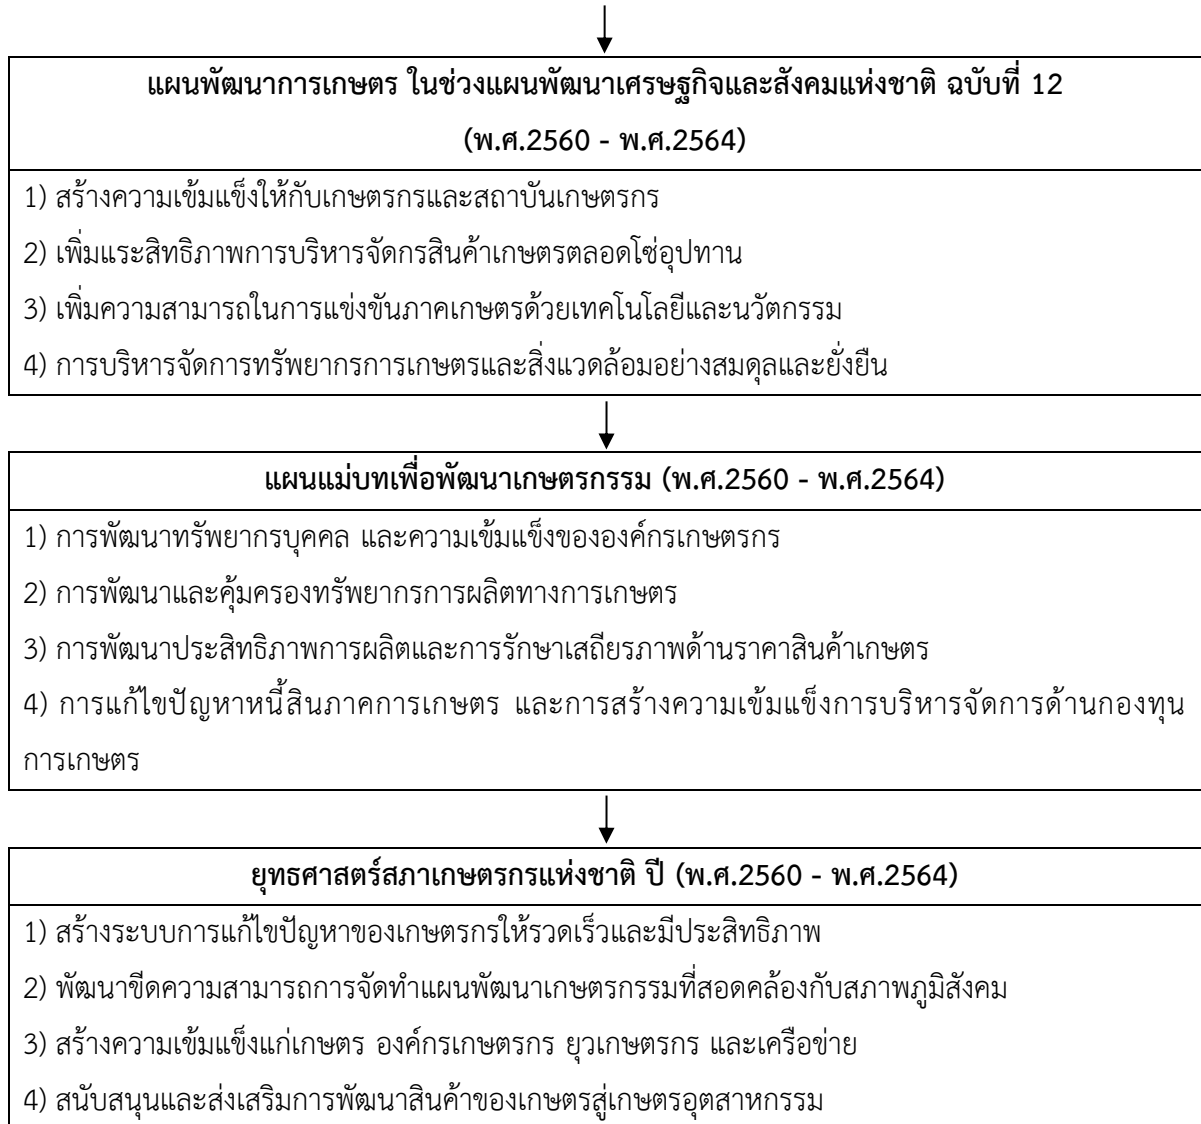 แผนพัฒนาการเกษตร ในช่วงแผนพัฒนาเศรษฐกิจและสังคมแห่งชาติ ฉบับที่ 12
(พ.ศ.2560 - พ.ศ.2564)
1) สร้างความเข้มแข็งให้กับเกษตรกรและสถาบันเกษตรกร
2) เพิ่มแระสิทธิภาพการบริหารจัดกรสินค้าเกษตรตลอดโซ่อุปทาน
3) เพิ่มความสามารถในการแข่งขันภาคเกษตรด้วยเทคโนโลยีและนวัตกรรม
4) การบริหารจัดการทรัพยากรการเกษตรและสิ่งแวดล้อมอย่างสมดุลและยั่งยืน
แผนแม่บทเพื่อพัฒนาเกษตรกรรม (พ.ศ.2560 - พ.ศ.2564)
1) การพัฒนาทรัพยากรบุคคล และความเข้มแข็งขององค์กรเกษตรกร
2) การพัฒนาและคุ้มครองทรัพยากรการผลิตทางการเกษตร
3) การพัฒนาประสิทธิภาพการผลิตและการรักษาเสถียรภาพด้านราคาสินค้าเกษตร
4) การแก้ไขปัญหาหนี้สินภาคการเกษตร และการสร้างความเข้มแข็งการบริหารจัดการด้านกองทุน
การเกษตร
ยุทธศาสตร์สภาเกษตรกรแห่งชาติ ปี (พ.ศ.2560 - พ.ศ.2564)
1) สร้างระบบการแก้ไขปัญหาของเกษตรกรให้รวดเร็วและมีประสิทธิภาพ
2) พัฒนาขีดความสามารถการจัดทำแผนพัฒนาเกษตรกรรมที่สอดคล้องกับสภาพภูมิสังคม
3) สร้างความเข้มแข็งแก่เกษตร องค์กรเกษตรกร ยุวเกษตรกร และเครือข่าย
4) สนับสนุนและส่งเสริมการพัฒนาสินค้าของเกษตรสู่เกษตรอุตสาหกรรม